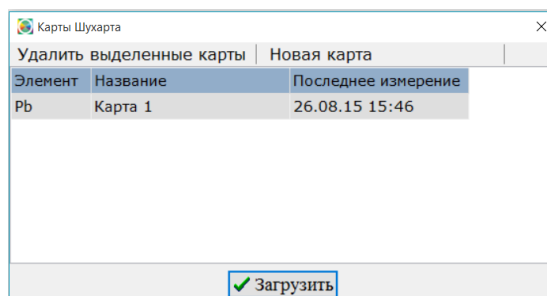 Карты Шухарта
Удалить выделенные карты Новая карта
Элемент Название Последнее измерение
Pb Карта 1 26.08.15 15:46
Загрузить